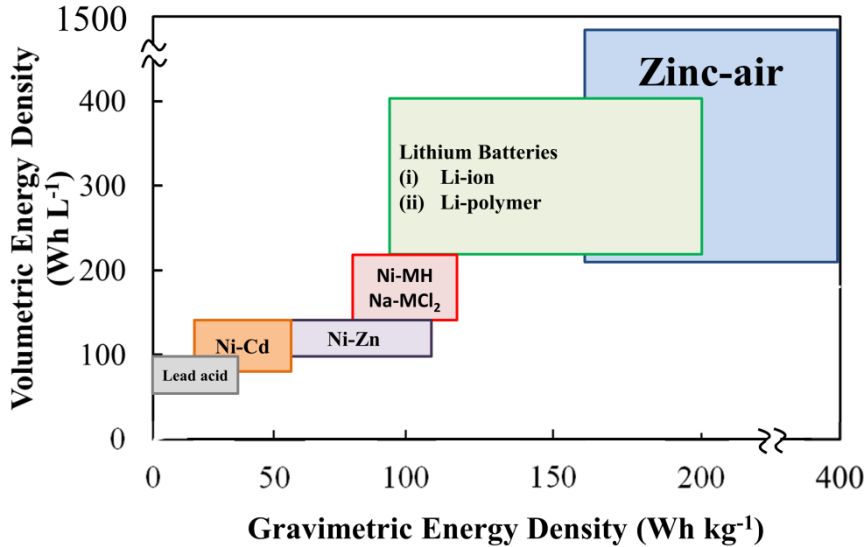 1500
Volumetric Energy Density
(Wh L⁻¹)
400
300
200
100
0
Zinc-air
Lithium Batteries
(i) Li-ion
(ii) Li-polymer
Ni-MH
Na-MCl₂
Ni-Cd
Ni-Zn
Lead acid
0 50 100 150 200 400
Gravimetric Energy Density (Wh kg⁻¹)